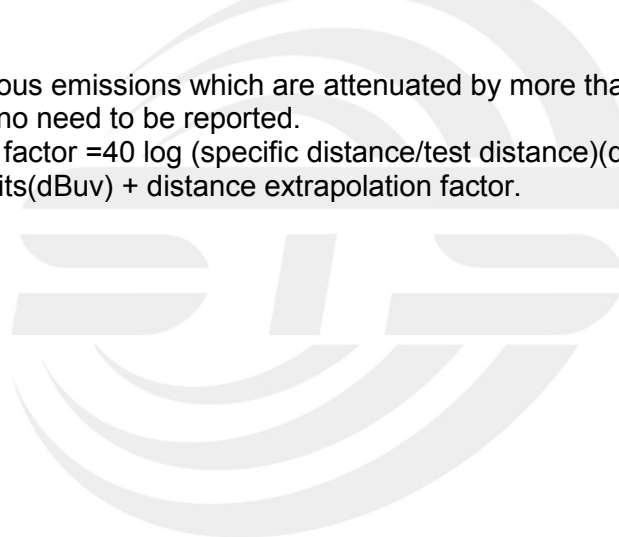 ous emissions which are attenuated by more tha
no need to be reported.
factor =40 log (specific distance/test distance)(d
its(dBuv) + distance extrapolation factor.